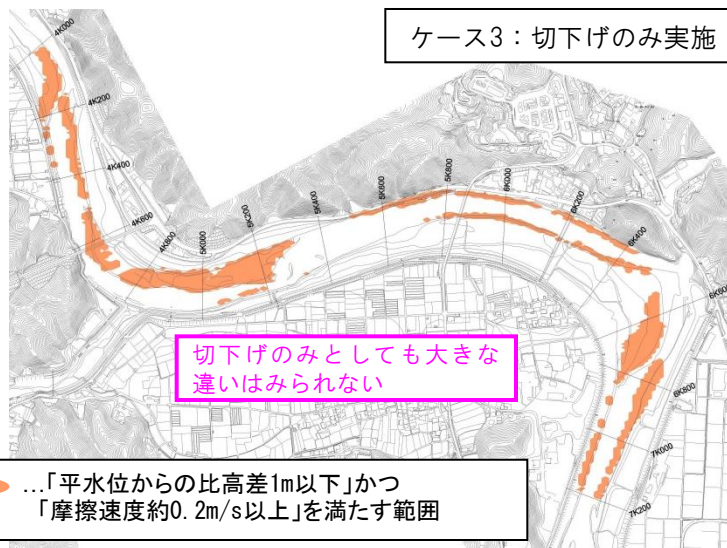 ケース3：切下げのみ実施
4K000
4K200
4K400
4K600
4K800
5K000
5K200
5K400
5K600
5K800
6K000
6K200
6K400
6K600
6K800
7K000
7K200
切下げのみとしても大きな
違いはみられない
…「平水位からの比高差1m以下」かつ
「摩擦速度約0.2m/s以上」を満たす範囲